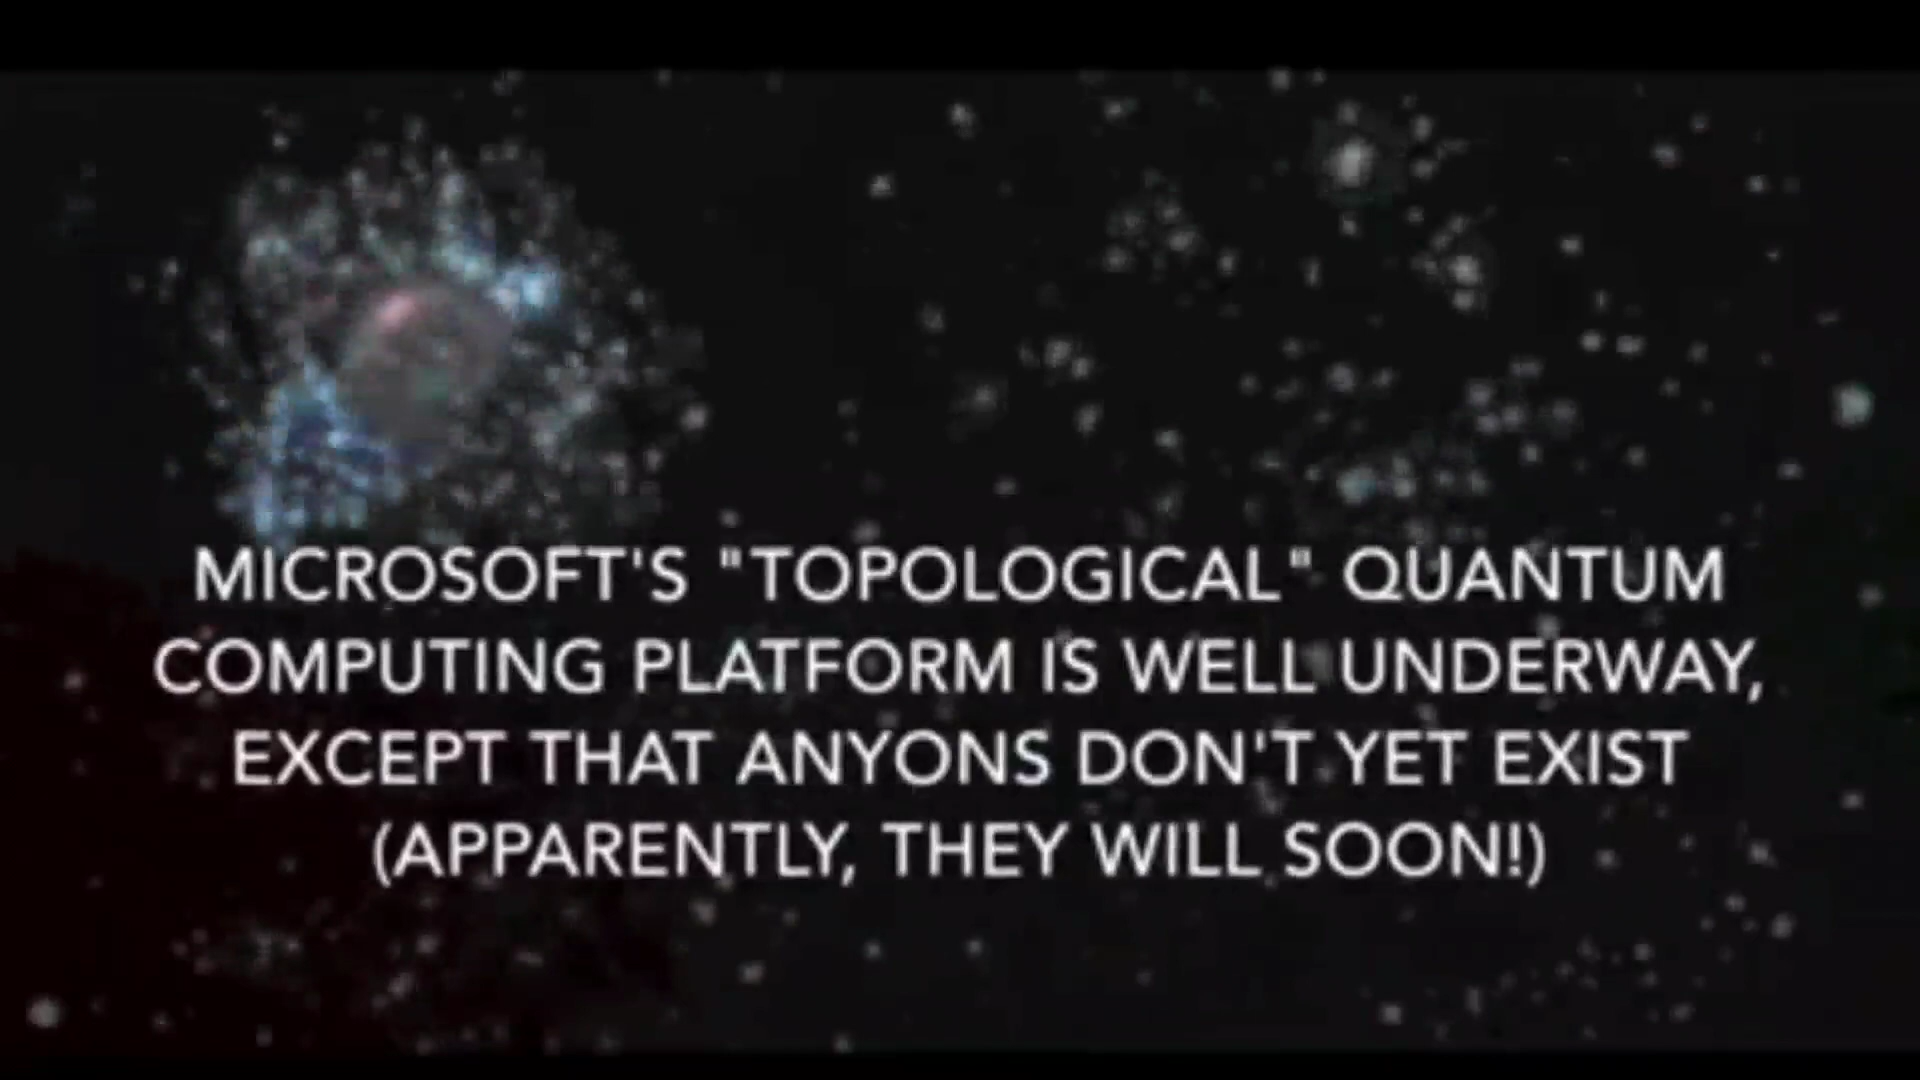 MICROSOFT'S "TOPOLOGICAL" QUANTUM
COMPUTING PLATFORM IS WELL UNDERWAY,
EXCEPT THAT ANYONS DON'T YET EXIST
(APPARENTLY, THEY WILL SOON!)